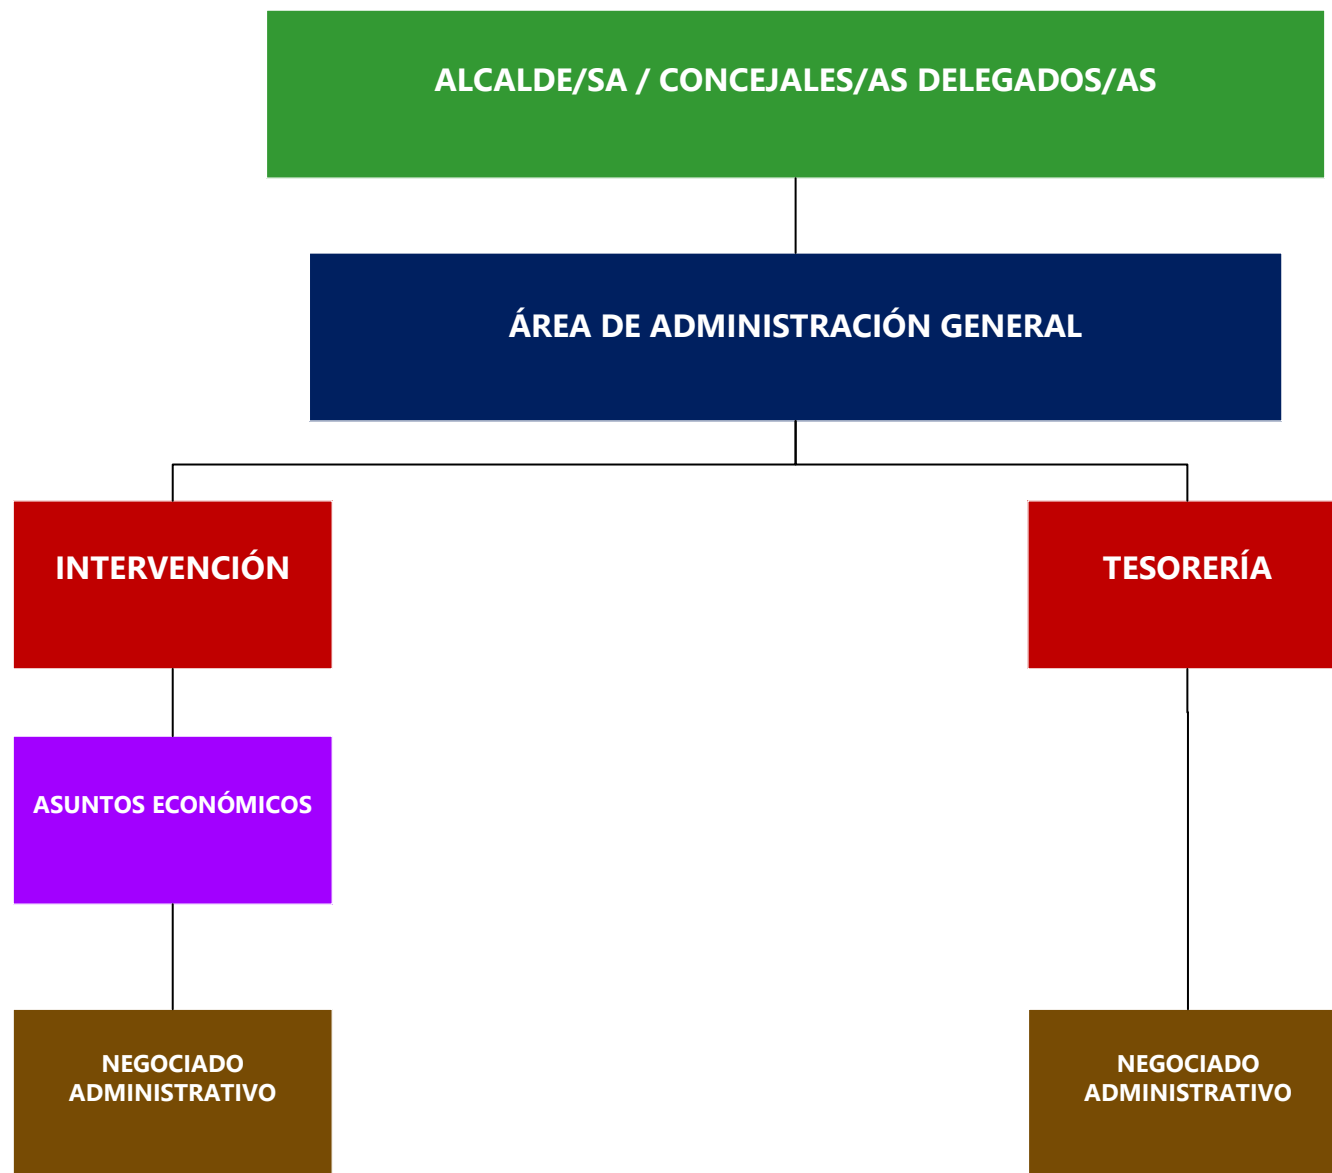 ALCALDE/SA / CONCEJALES/AS DELEGADOS/AS
ÁREA DE ADMINISTRACIÓN GENERAL
INTERVENCIÓN
TESORERÍA
ASUNTOS ECONÓMICOS
NEGOCIADO
ADMINISTRATIVO
NEGOCIADO
ADMINISTRATIVO